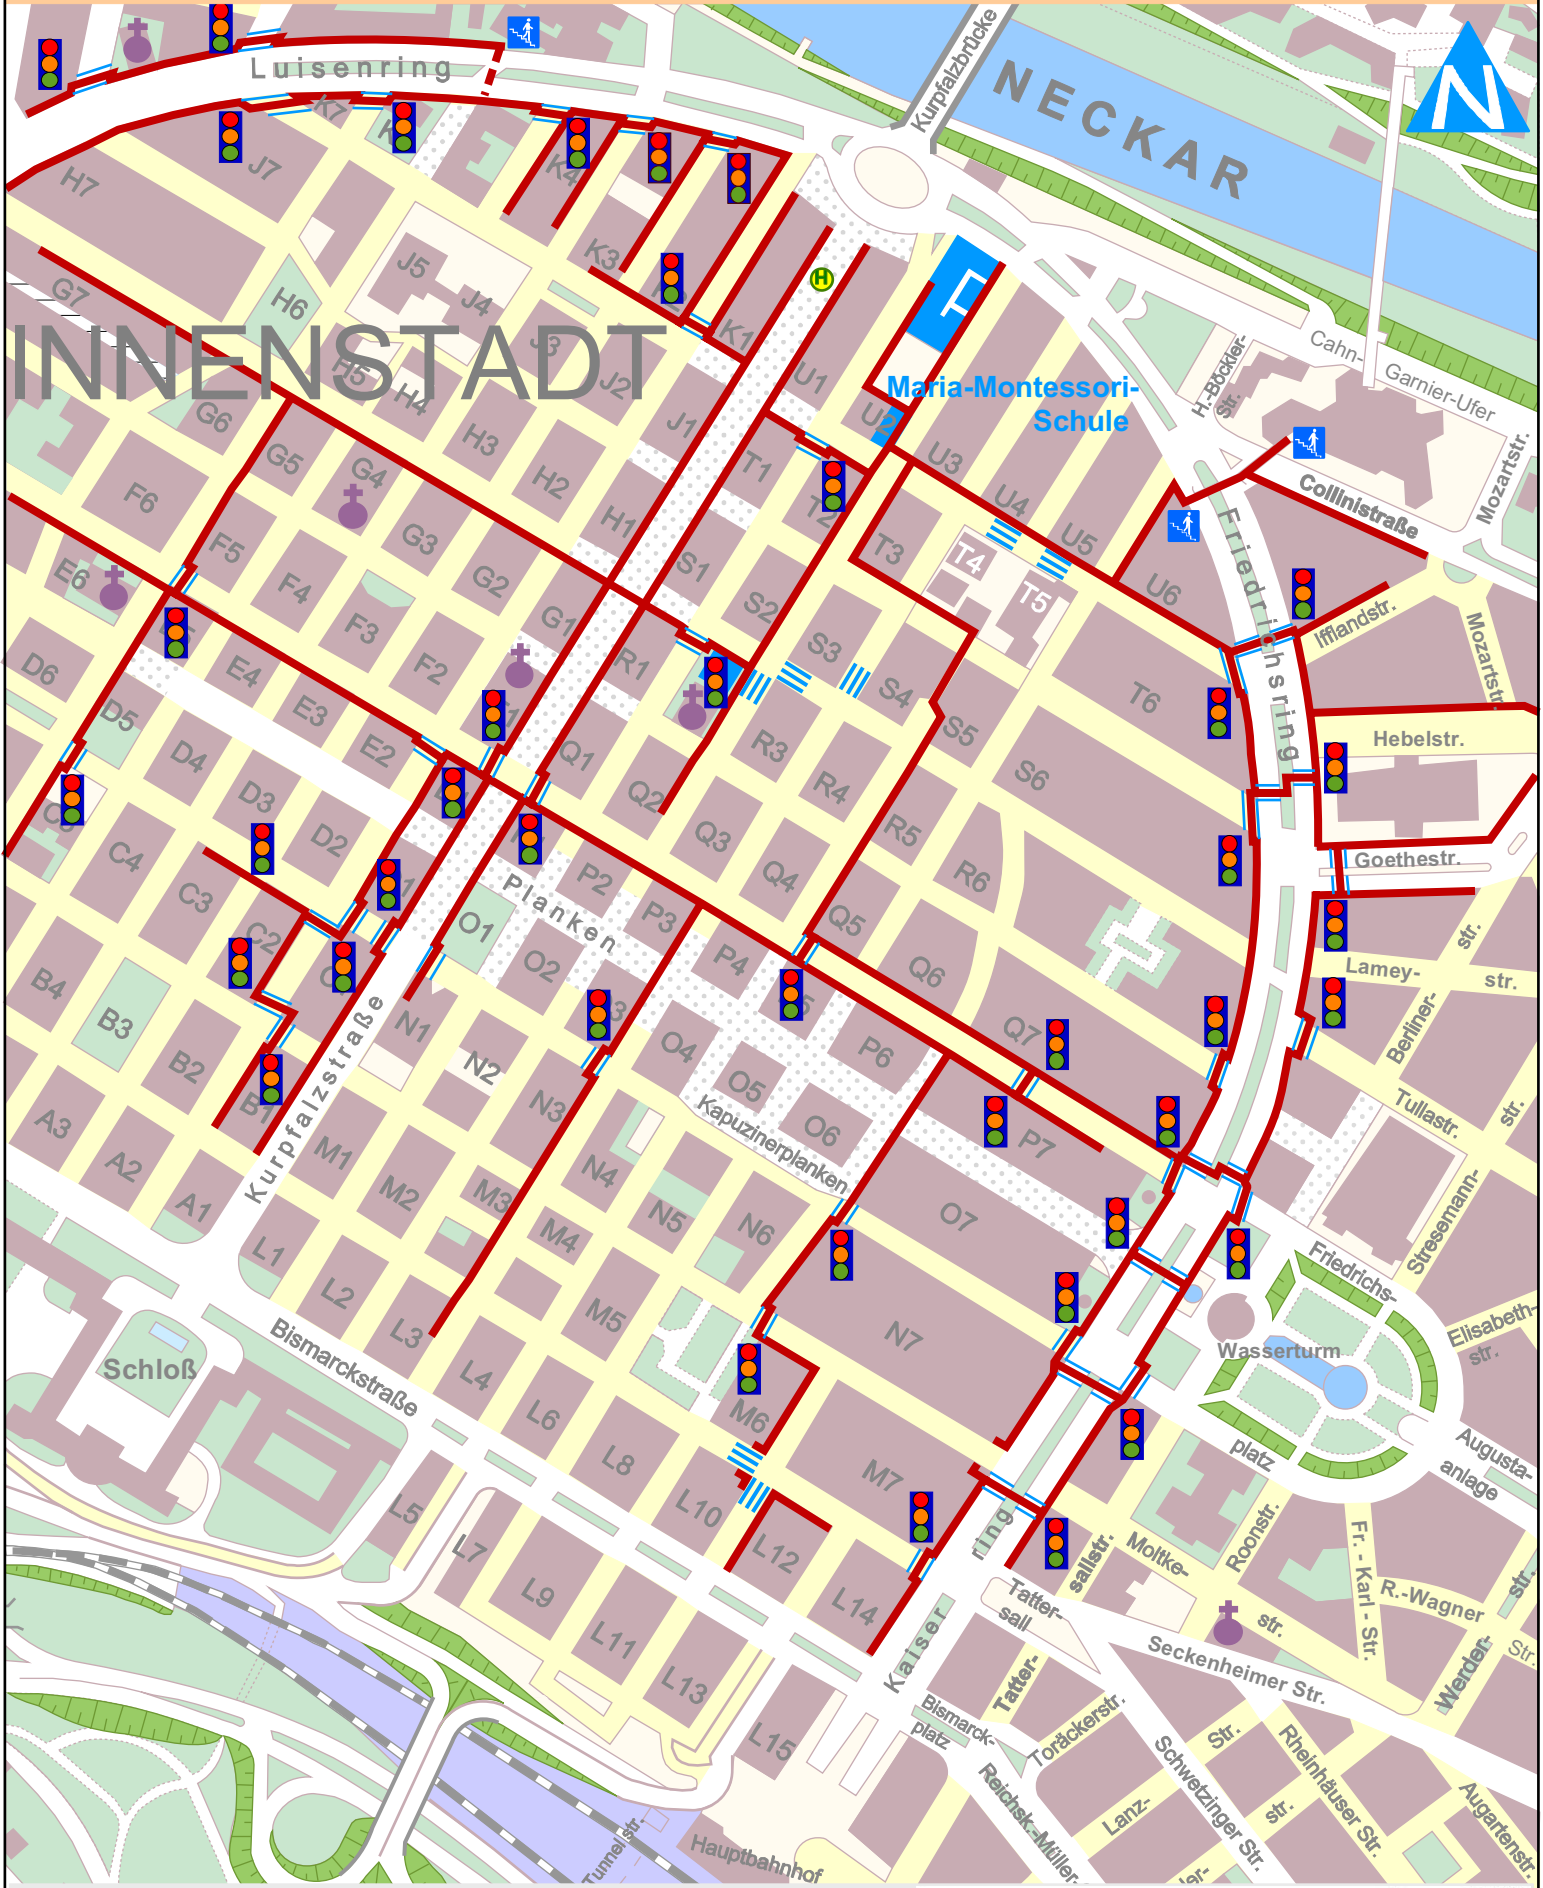 Luisenring
Kurpfalzbrücke
NECKAR
N
K7
J7
H7
K4
K3
J5
J4
G7
H6
H
K1
INNENSTADT
J3
H5
J2
U1
H4
G6
J1
U2
Maria-Montessori-
Schule
H.-Böckler-
str.
Cahn-
Garnier-Ufer
H3
G5
G4
H2
T1
U3
F6
T2
U4
Collinistraße
Mozartstr.
H1
G3
F5
S1
T3
T4
U5
Friedrichsring
E6
F4
G2
S2
T5
U6
G1
F3
S3
Ifflandstr.
Mozartstr.
D6
E4
F2
R1
S4
T6
D5
E3
S5
E2
Q1
R3
Hebelstr.
D4
S6
D3
Q2
R4
C4
D2
Q3
R5
Goethestr.
C3
P2
Q4
R6
Planken
P3
Q5
C2
O1
str.
B4
O2
P4
Q6
Lamey-
str.
B3
N1
Q7
Berliner-
B2
N2
O4
P6
Kurpfalzstraße
O5
A3
B1
N3
Kapuzinerplanken
O6
P7
Tullastr.
str.
A2
M1
N4
A1
M2
M3
N5
O7
Stresemann-
L1
M4
N6
Friedrichs-
L2
M5
N7
Elisabeth-
str.
L3
Bismarckstraße
Wasserturm
Schloß
L4
L6
M6
platz
Augusta-
anlage
L8
M7
L5
L10
ring
L7
L12
sallstr.
Moltke-
Roonstr.
Fr. - Karl - Str.
L9
L14
Tatter-
sall
R.-Wagner
Str.
str.
str.
L11
Kaiser
Seckenheimer Str.
Werder-
L13
Tatter-
Bismarck-
platz
L15
Toräckerstr.
Str.
Reichsk.-Müller-
Schwetzinger Str.
Rheinhäuser Str.
Lanz-
str.
Augartenstr.
Tunnelstr.
Hauptbahnhof